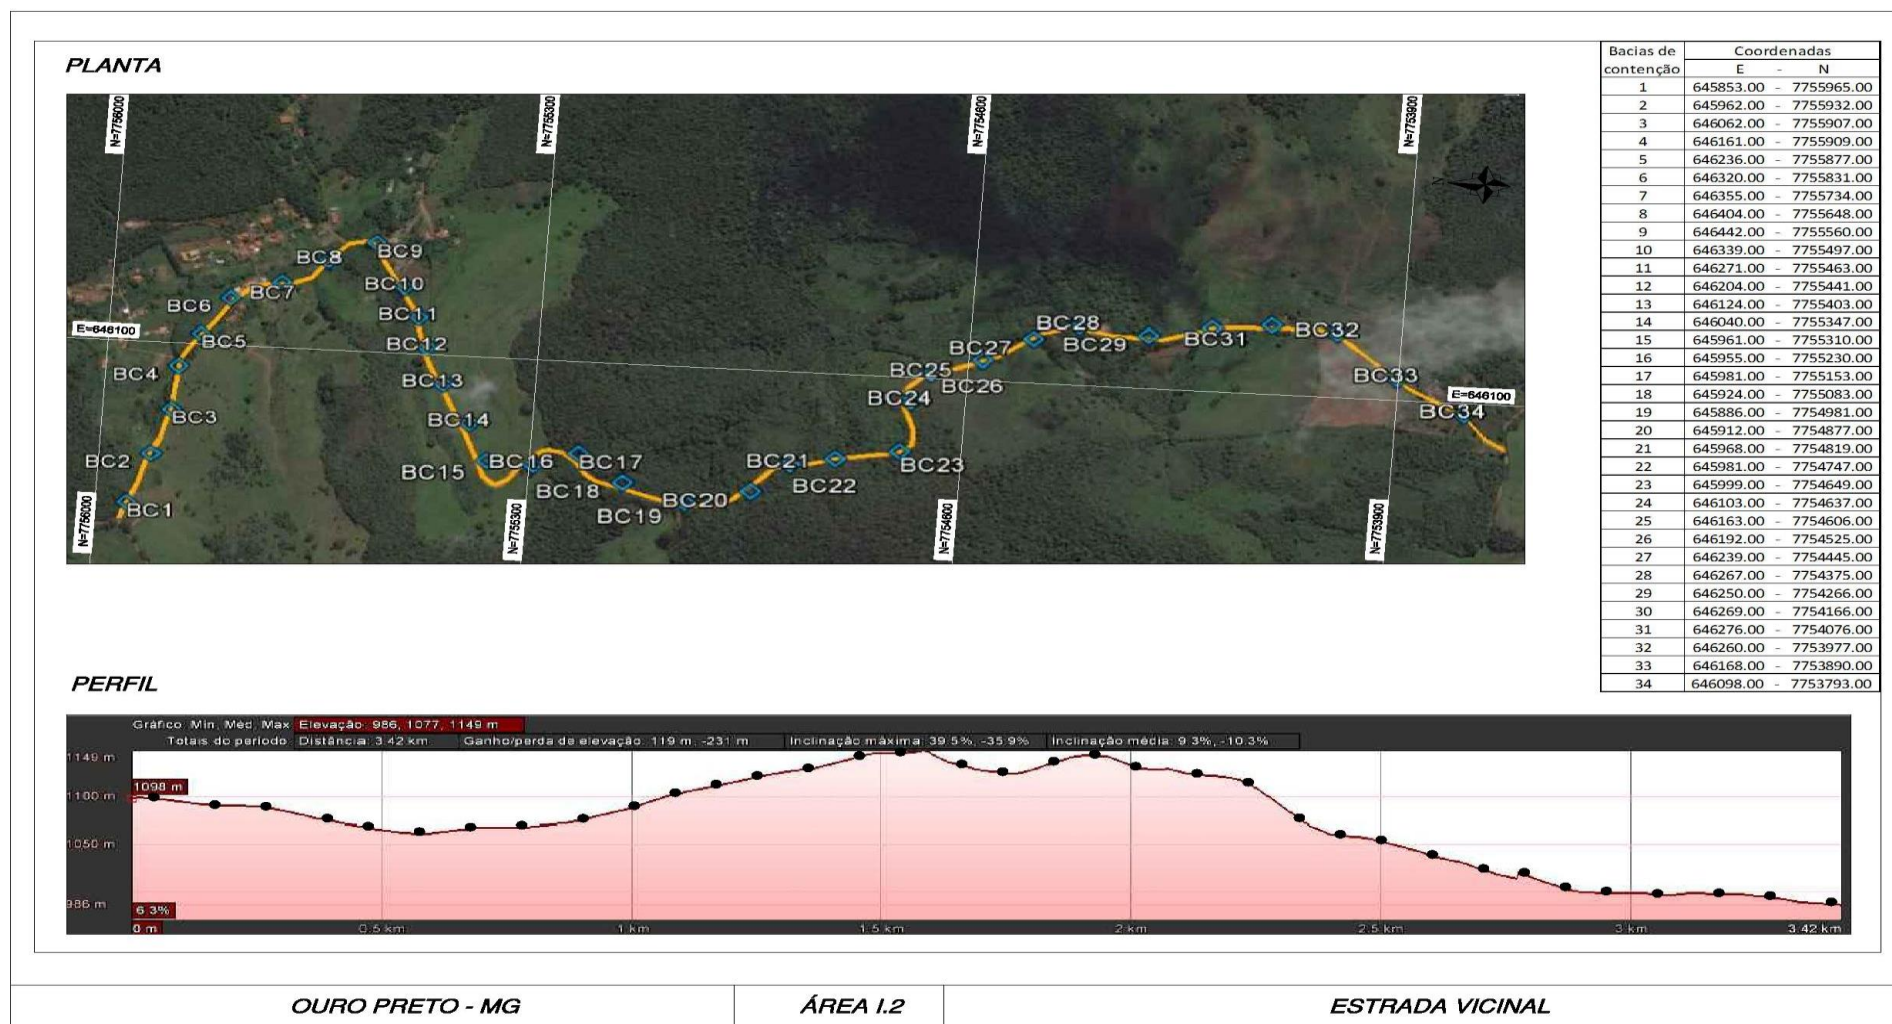 PLANTA
N=7756000
N=7755300
N=7754600
N=7753900
E=646100
BC1
BC2
BC3
BC4
BC5
BC6
BC7
BC8
BC9
BC10
BC11
BC12
BC13
BC14
BC15
BC16
BC17
BC18
BC19
BC20
BC21
BC22
BC23
BC24
BC25
BC26
BC27
BC28
BC29
BC31
BC32
BC33
BC34
E=646100
N=7756000
N=7755300
N=7754600
N=7753900
Bacias de contenção Coordenadas
E - N
1 645853.00 - 7755965.00
2 645962.00 - 7755932.00
3 646062.00 - 7755907.00
4 646161.00 - 7755909.00
5 646236.00 - 7755877.00
6 646320.00 - 7755831.00
7 646355.00 - 7755734.00
8 646404.00 - 7755648.00
9 646442.00 - 7755560.00
10 646339.00 - 7755497.00
11 646271.00 - 7755463.00
12 646204.00 - 7755441.00
13 646124.00 - 7755403.00
14 646040.00 - 7755347.00
15 645961.00 - 7755310.00
16 645955.00 - 7755230.00
17 645981.00 - 7755153.00
18 645924.00 - 7755083.00
19 645886.00 - 7754981.00
20 645912.00 - 7754877.00
21 645968.00 - 7754819.00
22 645981.00 - 7754747.00
23 645999.00 - 7754649.00
24 646103.00 - 7754637.00
25 646163.00 - 7754606.00
26 646192.00 - 7754525.00
27 646239.00 - 7754445.00
28 646267.00 - 7754375.00
29 646250.00 - 7754266.00
30 646269.00 - 7754166.00
31 646276.00 - 7754076.00
32 646260.00 - 7753977.00
33 646168.00 - 7753890.00
34 646098.00 - 7753793.00
PERFIL
Gráfico: Mín, Méd, Máx Elevação: 986, 1077, 1149 m
Totais do período: Distância: 3.42 km Ganho/perda de elevação: 119 m, -231 m Inclinação máxima: 39.5%, -35.9% Inclinação média: 9.3%, -10.3%
1149 m
1098 m
1100 m
1050 m
986 m
6.3%
0 m 0.5 km 1 km 1.5 km 2 km 2.5 km 3 km 3.42 km
OURO PRETO - MG ÁREA I.2 ESTRADA VICINAL